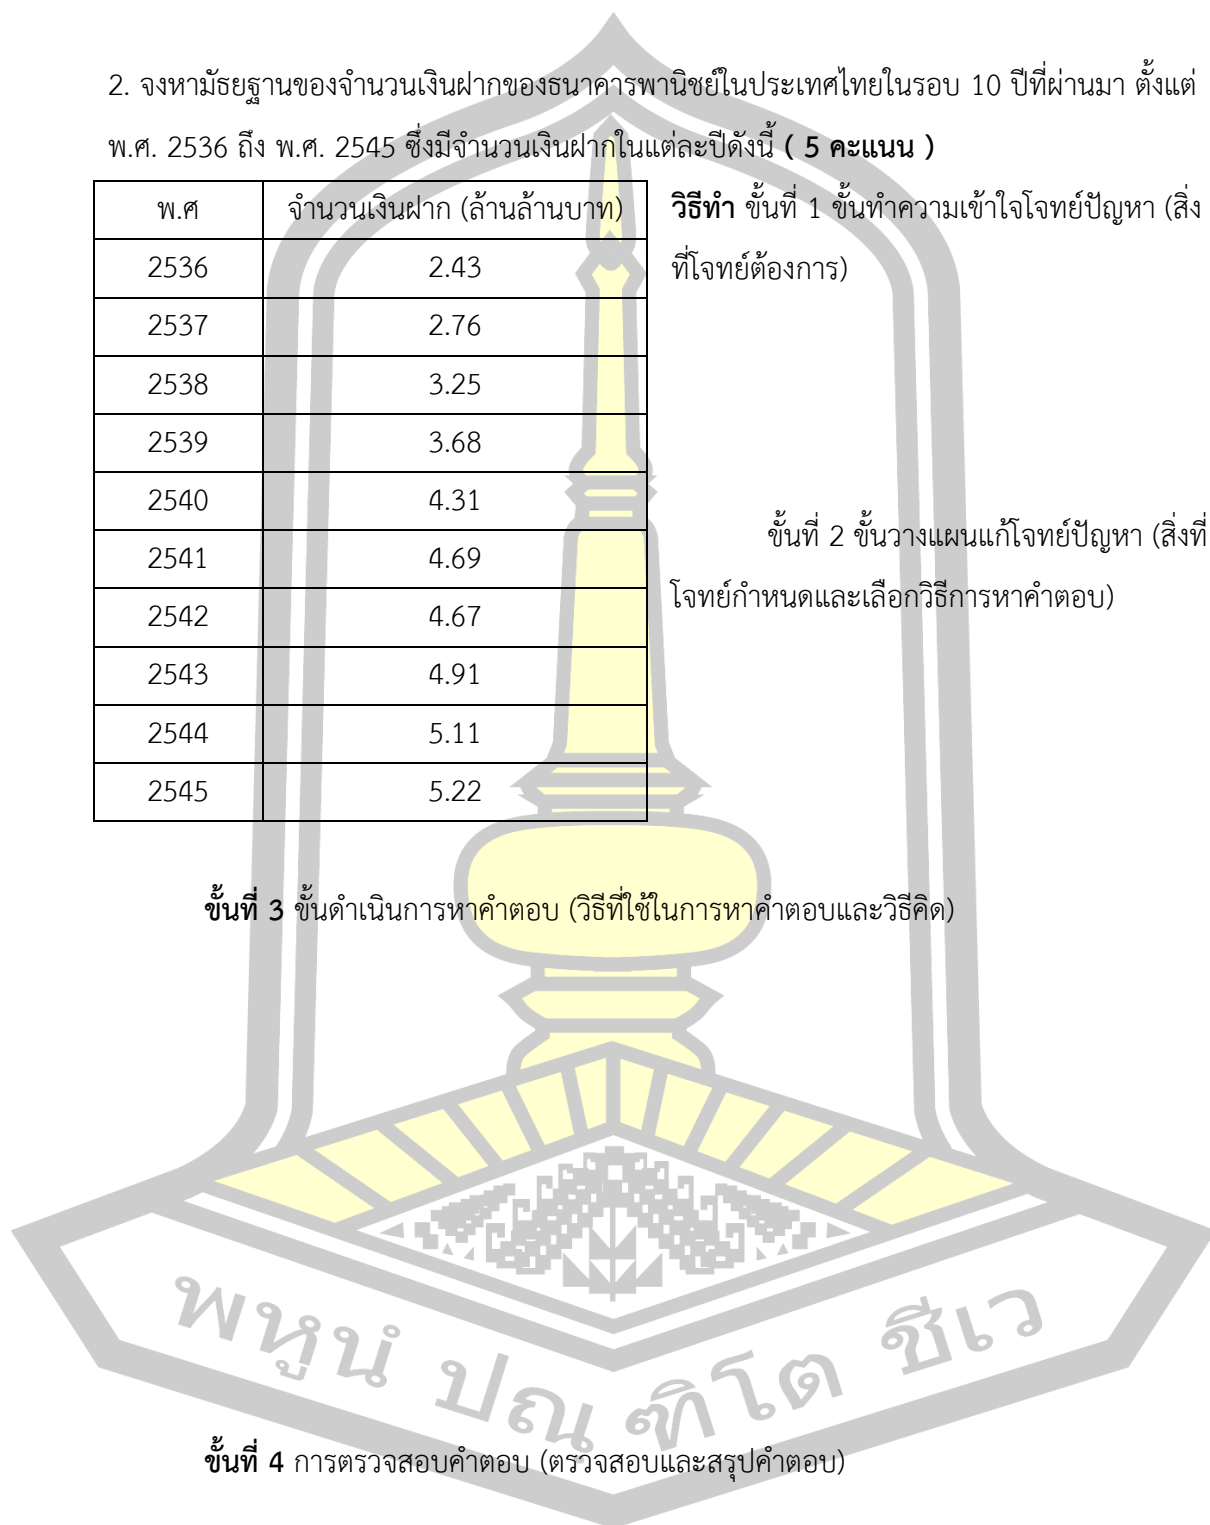 2. จงหามัธยฐานของจำนวนเงินฝากของธนาคารพานิชย์ในประเทศไทยในรอบ 10 ปีที่ผ่านมา ตั้งแต่
พ.ศ. 2536 ถึง พ.ศ. 2545 ซึ่งมีจำนวนเงินฝากในแต่ละปีดังนี้ ( 5 คะแนน )
พ.ศ จำนวนเงินฝาก (ล้านล้านบาท)
2536 2.43
2537 2.76
2538 3.25
2539 3.68
2540 4.31
2541 4.69
2542 4.67
2543 4.91
2544 5.11
2545 5.22
วิธีทำ ขั้นที่ 1 ขั้นทำความเข้าใจโจทย์ปัญหา (สิ่ง
ที่โจทย์ต้องการ)
ขั้นที่ 2 ขั้นวางแผนแก้โจทย์ปัญหา (สิ่งที่
โจทย์กำหนดและเลือกวิธีการหาคำตอบ)
ขั้นที่ 3 ขั้นดำเนินการหาคำตอบ (วิธีที่ใช้ในการหาคำตอบและวิธีคิด)
พหูนํ ปณฺฑิโต ชีเว
ขั้นที่ 4 การตรวจสอบคำตอบ (ตรวจสอบและสรุปคำตอบ)